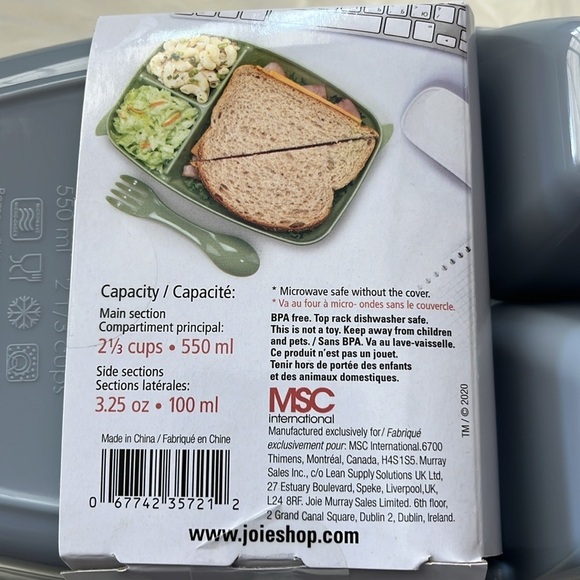 Capacity / Capacité:
Main section
Compartiment principal:
2⅓ cups • 550 ml
Side sections
Sections latérales:
3.25 oz • 100 ml
Made in China / Fabriqué en Chine
0 67742 35721 2
* Microwave safe without the cover.
* Va au four à micro- ondes sans le couvercle.
BPA free. Top rack dishwasher safe.
This is not a toy. Keep away from children
and pets. / Sans BPA. Va au lave-vaisselle.
Ce produit n'est pas un jouet.
Tenir hors de portée des enfants
et des animaux domestiques.
MSC
international
Manufactured exclusively for/ Fabriqué
exclusivement pour: MSC International.6700
Thimens, Montréal, Canada, H4S1S5. Murray
Sales Inc., c/o Lean Supply Solutions UK Ltd,
27 Estuary Boulevard, Speke, Liverpool,UK,
L24 8RF. Joie Murray Sales Limited. 6th floor,
2 Grand Canal Square, Dublin 2, Dublin, Ireland.
TM / © 2020
www.joieshop.com
550 ml 2 1/3 cups